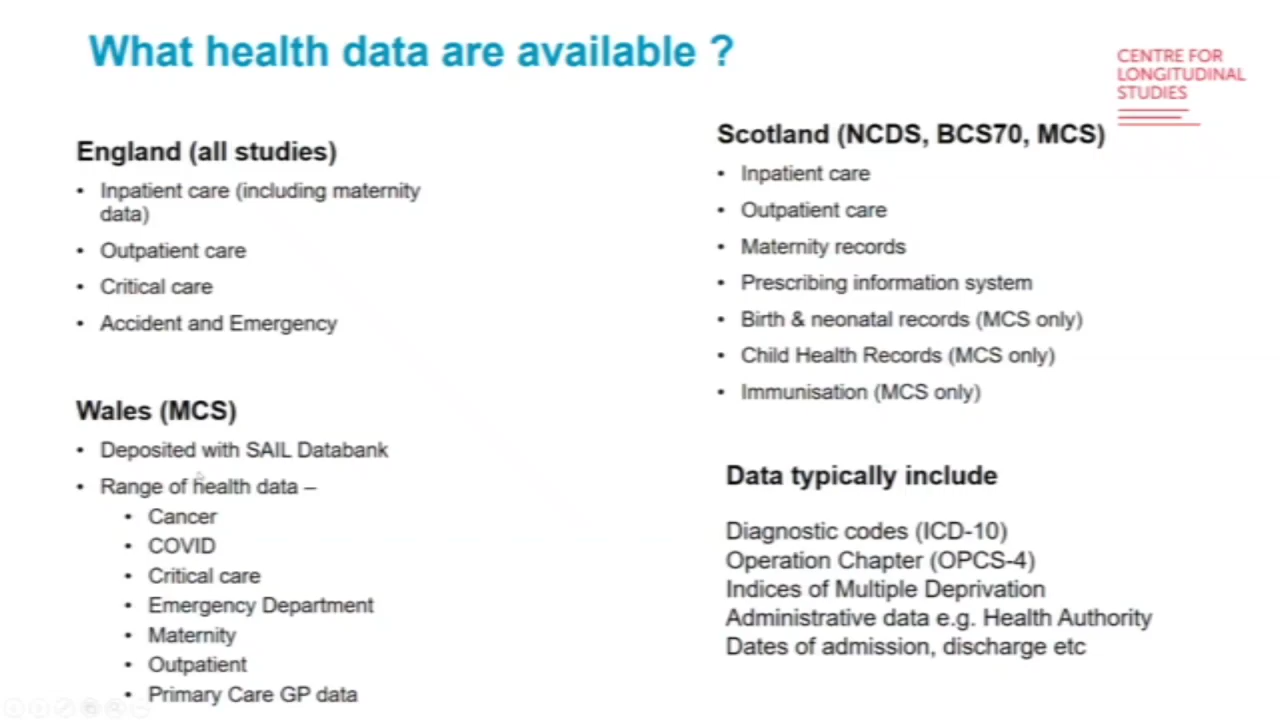 What health data are available ?
CENTRE FOR
LONGITUDINAL
STUDIES
England (all studies)
• Inpatient care (including maternity
data)
• Outpatient care
• Critical care
• Accident and Emergency
Wales (MCS)
• Deposited with SAIL Databank
• Range of health data –
• Cancer
• COVID
• Critical care
• Emergency Department
• Maternity
• Outpatient
• Primary Care GP data
Scotland (NCDS, BCS70, MCS)
• Inpatient care
• Outpatient care
• Maternity records
• Prescribing information system
• Birth & neonatal records (MCS only)
• Child Health Records (MCS only)
• Immunisation (MCS only)
Data typically include
Diagnostic codes (ICD-10)
Operation Chapter (OPCS-4)
Indices of Multiple Deprivation
Administrative data e.g. Health Authority
Dates of admission, discharge etc